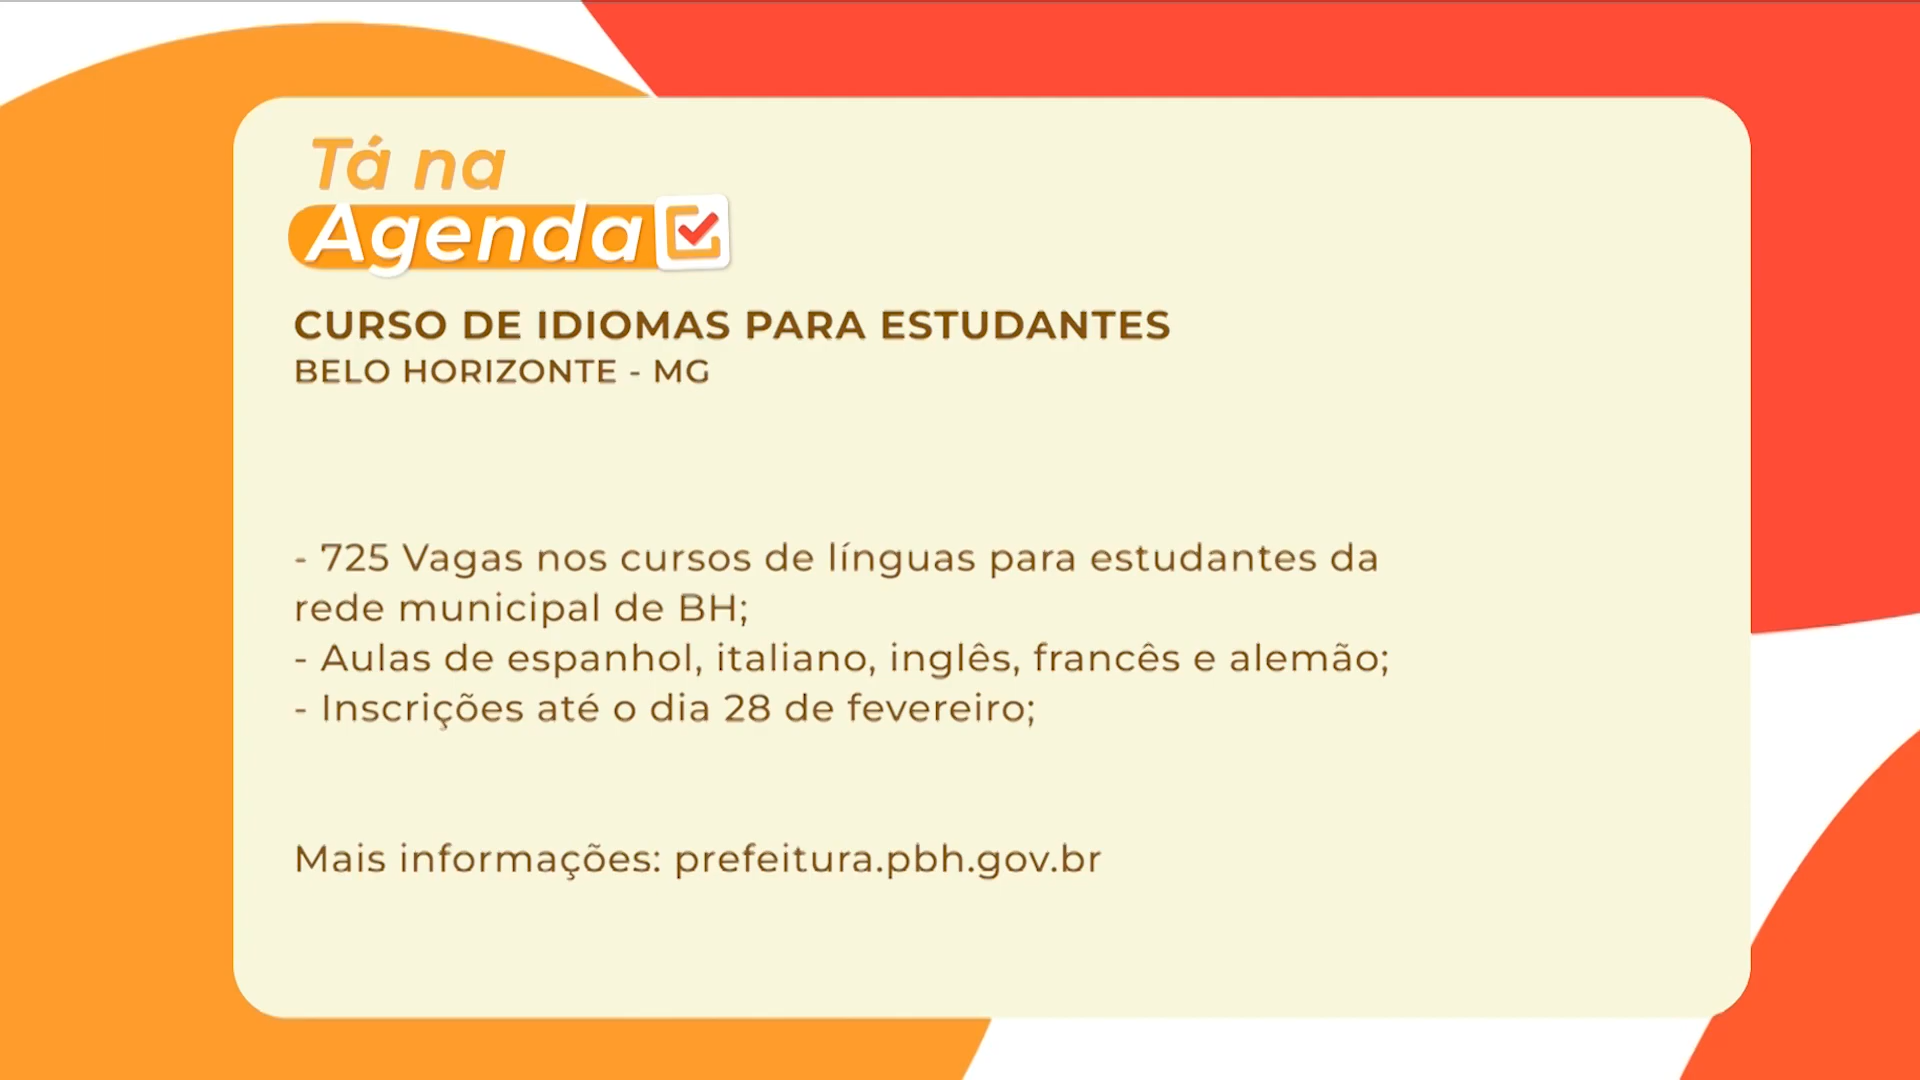 Tá na
Agenda
CURSO DE IDIOMAS PARA ESTUDANTES
BELO HORIZONTE - MG
- 725 Vagas nos cursos de línguas para estudantes da
rede municipal de BH;
- Aulas de espanhol, italiano, inglês, francês e alemão;
- Inscrições até o dia 28 de fevereiro;
Mais informações: prefeitura.pbh.gov.br